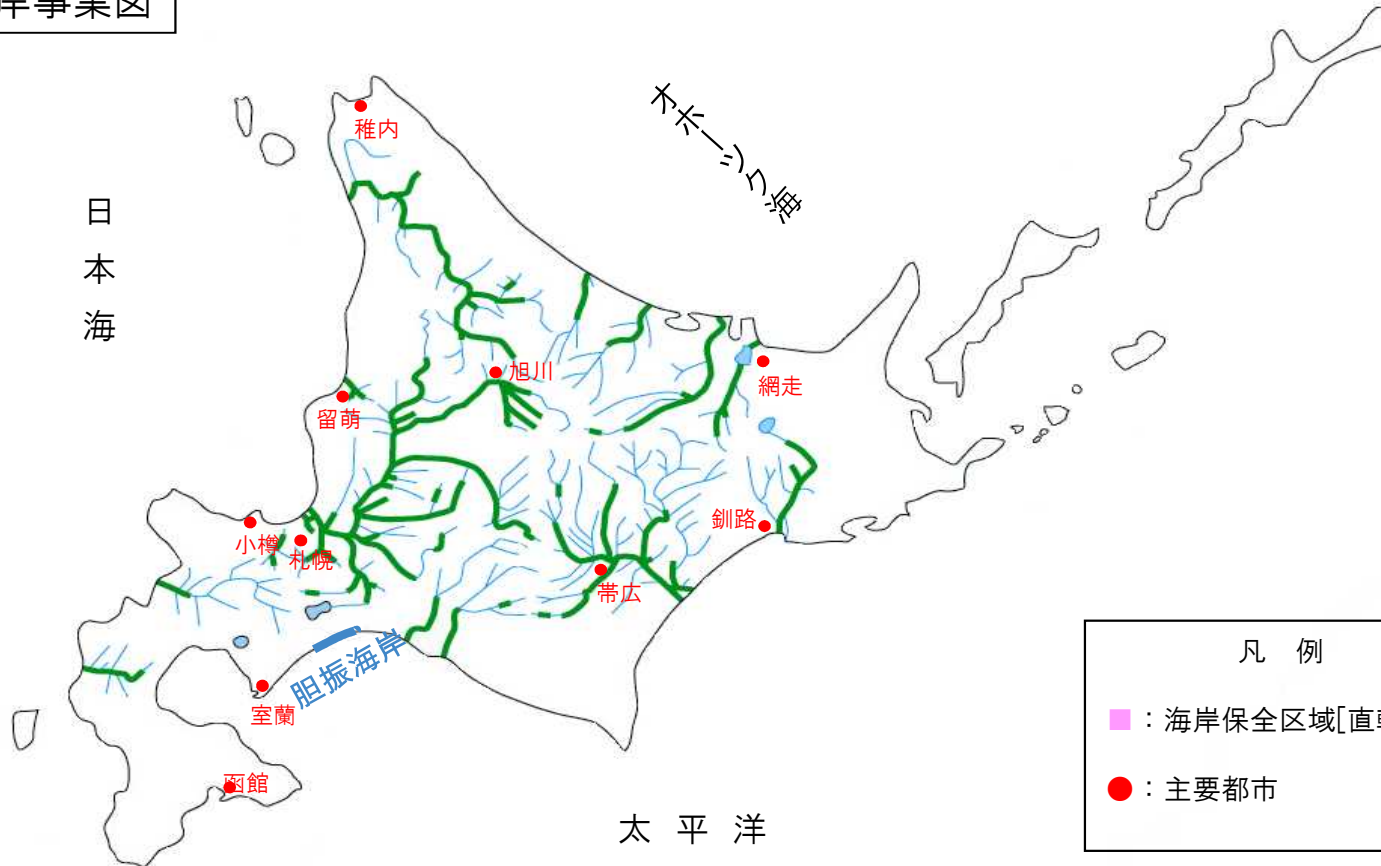 岸事業図
オホーツク海
稚内
日本海
旭川
網走
留萌
釧路
小樽
札幌
帯広
胆振海岸
室蘭
函館
太平洋
凡 例
：海岸保全区域[直
：主要都市